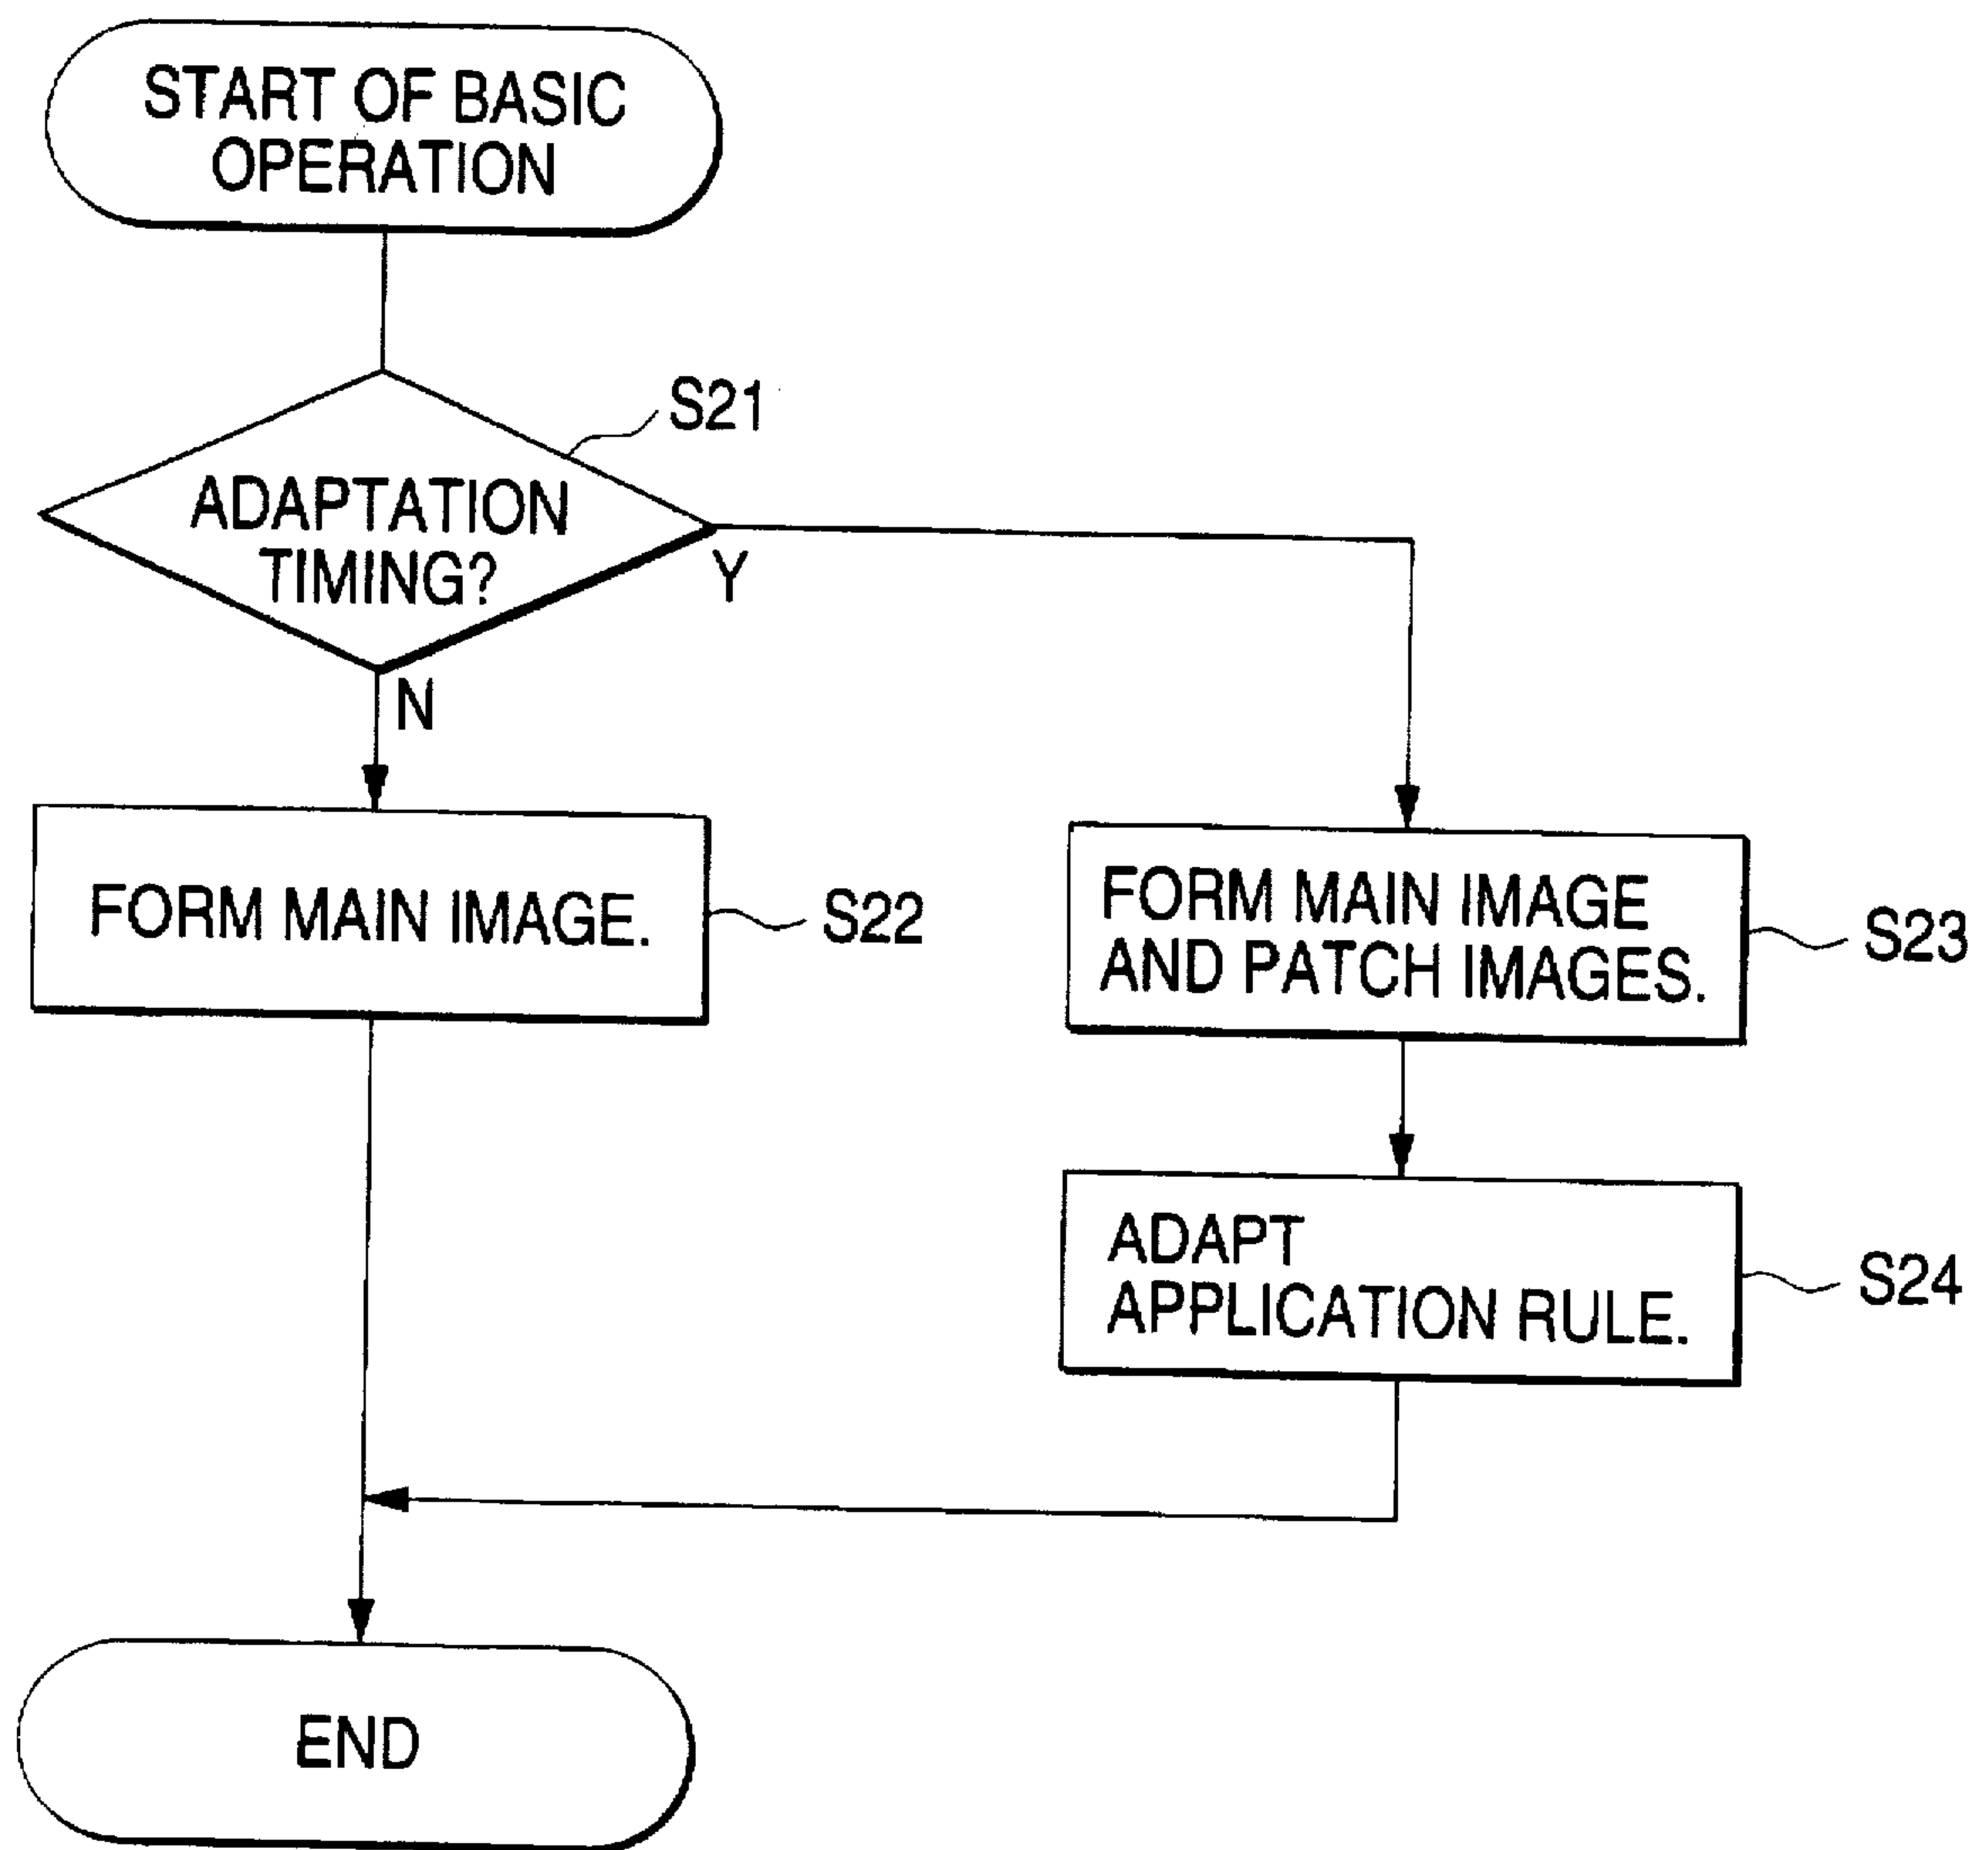 START OF BASIC
OPERATION
S21
ADAPTATION
TIMING?
Y
N
FORM MAIN IMAGE.
S22
FORM MAIN IMAGE
AND PATCH IMAGES.
S23
ADAPT
APPLICATION RULE.
S24
END